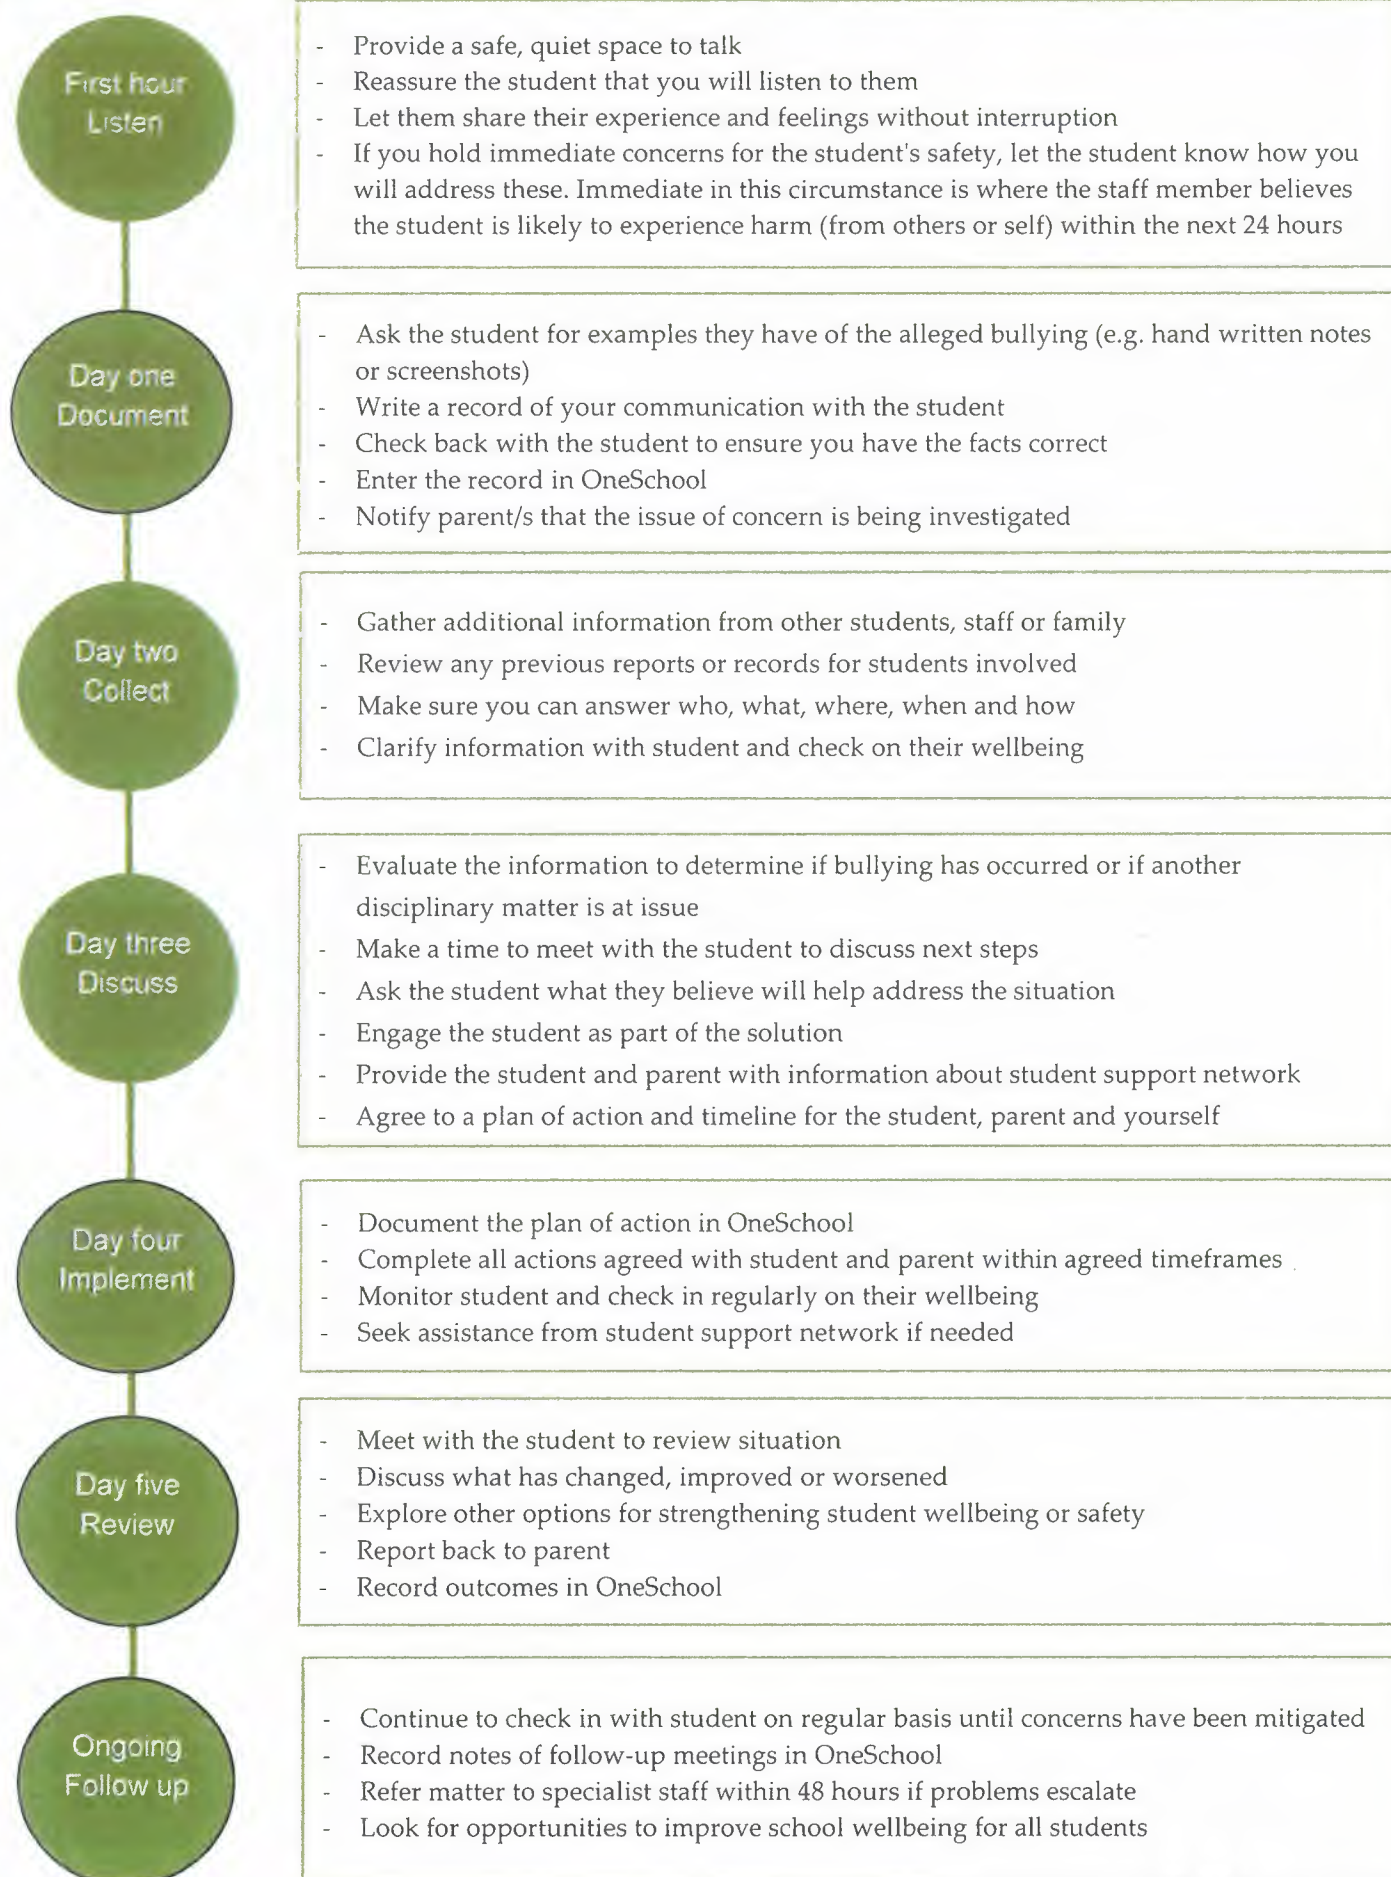 First hour
Listen
- Provide a safe, quiet space to talk
- Reassure the student that you will listen to them
- Let them share their experience and feelings without interruption
- If you hold immediate concerns for the student's safety, let the student know how you
will address these. Immediate in this circumstance is where the staff member believes
the student is likely to experience harm (from others or self) within the next 24 hours
Day one
Document
- Ask the student for examples they have of the alleged bullying (e.g. hand written notes
or screenshots)
- Write a record of your communication with the student
- Check back with the student to ensure you have the facts correct
- Enter the record in OneSchool
- Notify parent/s that the issue of concern is being investigated
Day two
Collect
- Gather additional information from other students, staff or family
- Review any previous reports or records for students involved
- Make sure you can answer who, what, where, when and how
- Clarify information with student and check on their wellbeing
Day three
Discuss
- Evaluate the information to determine if bullying has occurred or if another
disciplinary matter is at issue
- Make a time to meet with the student to discuss next steps
- Ask the student what they believe will help address the situation
- Engage the student as part of the solution
- Provide the student and parent with information about student support network
- Agree to a plan of action and timeline for the student, parent and yourself
Day four
Implement
- Document the plan of action in OneSchool
- Complete all actions agreed with student and parent within agreed timeframes
- Monitor student and check in regularly on their wellbeing
- Seek assistance from student support network if needed
Day five
Review
- Meet with the student to review situation
- Discuss what has changed, improved or worsened
- Explore other options for strengthening student wellbeing or safety
- Report back to parent
- Record outcomes in OneSchool
Ongoing
Follow up
- Continue to check in with student on regular basis until concerns have been mitigated
- Record notes of follow-up meetings in OneSchool
- Refer matter to specialist staff within 48 hours if problems escalate
- Look for opportunities to improve school wellbeing for all students